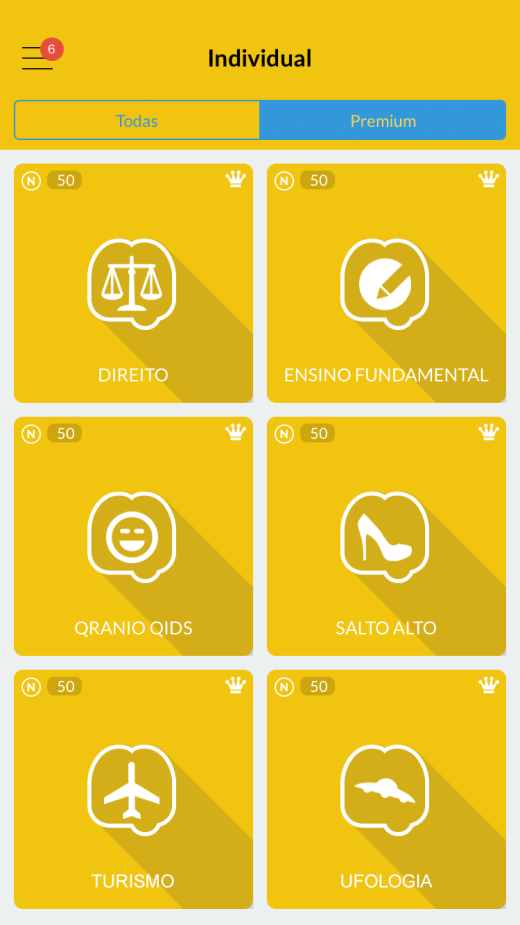 6
Individual
Todas Premium
N 50
N 50
DIREITO
ENSINO FUNDAMENTAL
N 50
N 50
QRANIO QIDS
SALTO ALTO
N 50
N 50
TURISMO
UFOLOGIA